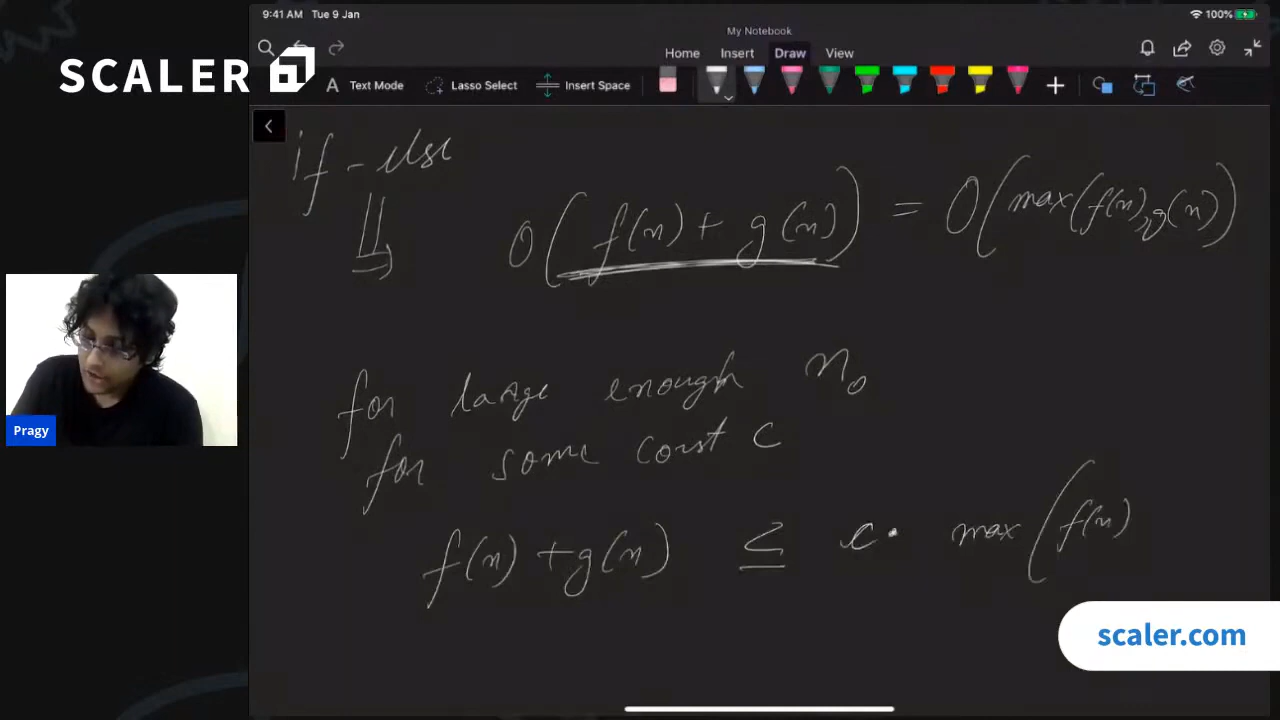 9:41 AM Tue 9 Jan
100%
My Notebook
SCALER
Home Insert Draw View
A Text Mode Lasso Select Insert Space
if-else
O(f(n) + g(n)) = O(max(f(n), g(n))
for large enough n₀
for some const c
f(n) + g(n) ≤ c· max(f(n)
Pragy
scaler.com